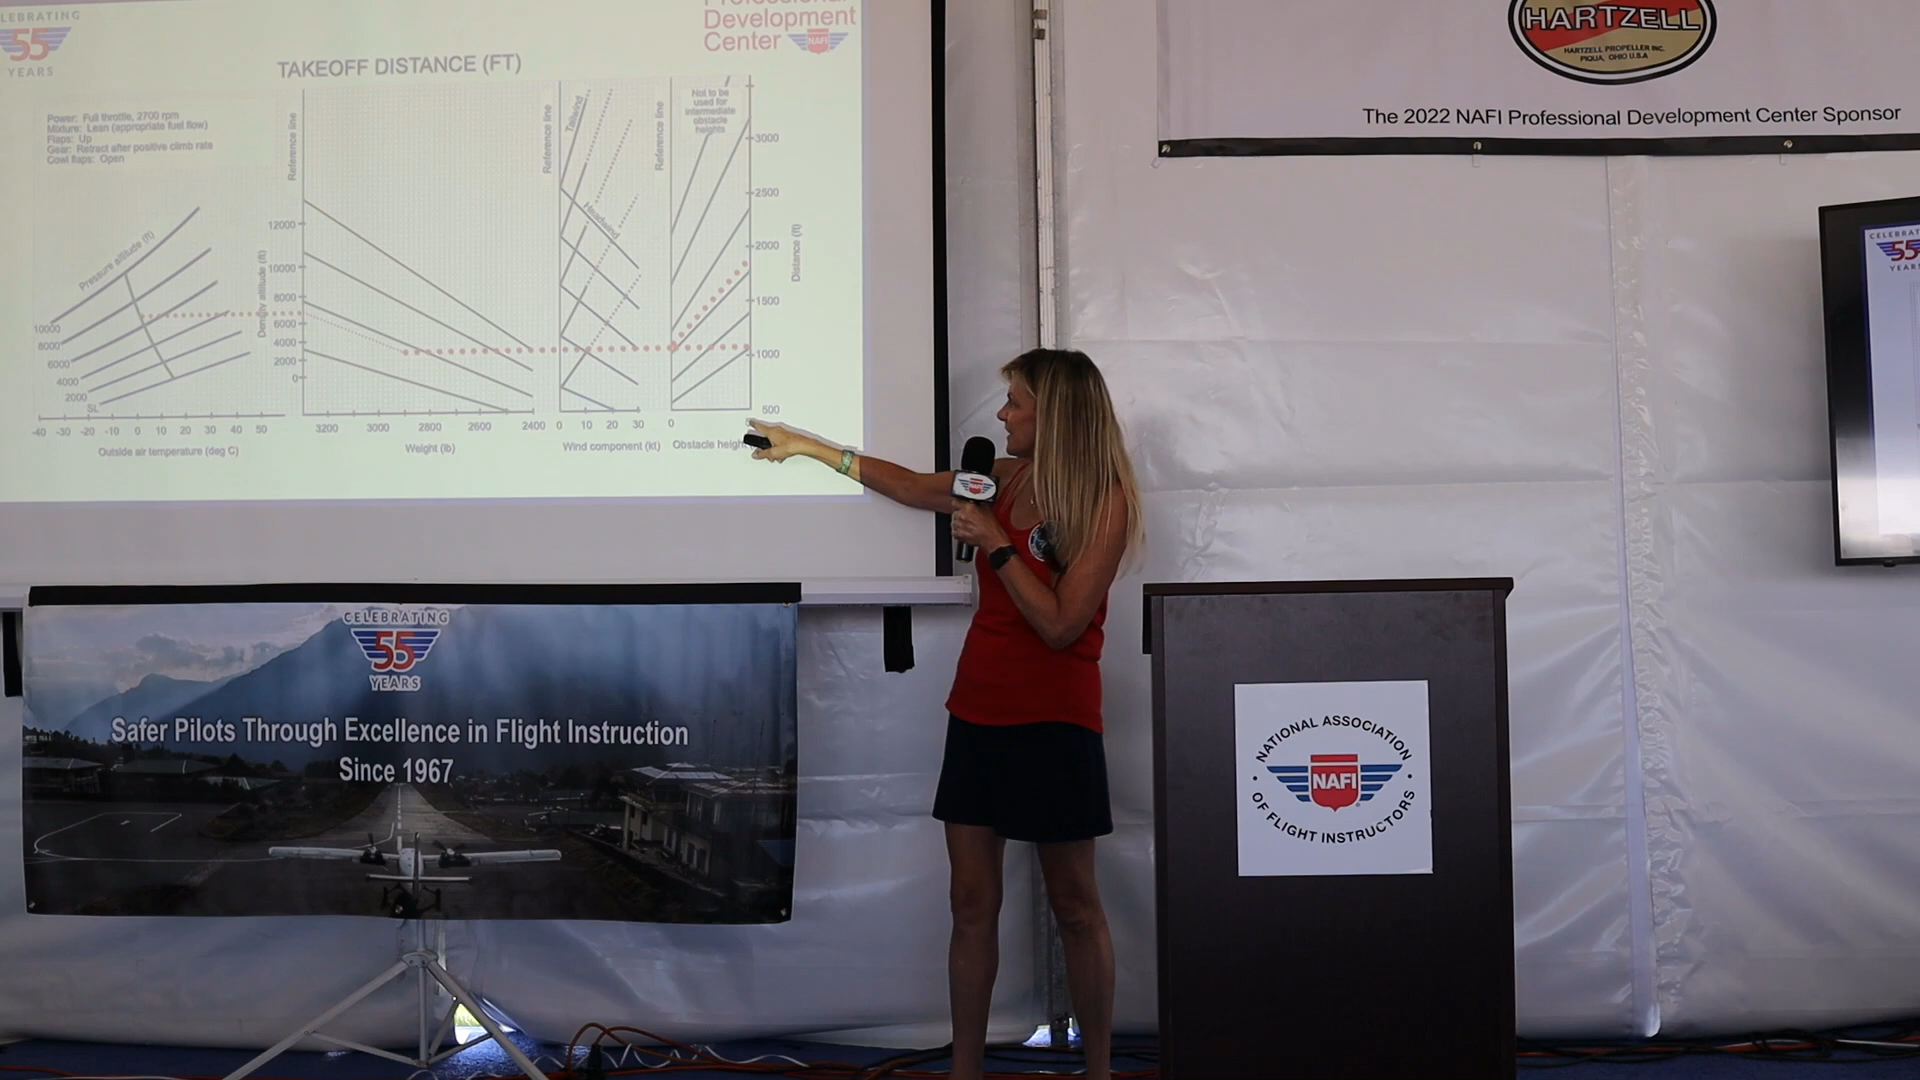 CELEBRATING
55
YEARS
Professional
Development
Center
NAFI
TAKEOFF DISTANCE (FT)
Power: Full throttle, 2700 rpm
Mixture: Lean (appropriate fuel flow)
Flaps: Up
Gear: Retract after positive climb rate
Cowl flaps: Open
Pressure altitude (ft)
10000
8000
6000
4000
2000
SL
-40 -30 -20 -10 0 10 20 30 40 50
Outside air temperature (deg C)
Reference line
Density altitude (ft)
12000
10000
8000
6000
4000
2000
0
3200 3000 2800 2600 2400
Weight (lb)
Reference line
Tailwind
Headwind
0 10 20 30
Wind component (kt)
Reference line
Not to be
used for
intermediate
obstacle
heights
0
Obstacle heigh
3000
2500
2000
1500
1000
500
Distance (ft)
HARTZELL
HARTZELL PROPELLER INC.
PIQUA, OHIO U.S.A
The 2022 NAFI Professional Development Center Sponsor
CELEBRAT
55
YEARS
NAFI
CELEBRATING
55
YEARS
Safer Pilots Through Excellence in Flight Instruction
Since 1967
NATIONAL ASSOCIATION
NAFI
OF FLIGHT INSTRUCTORS